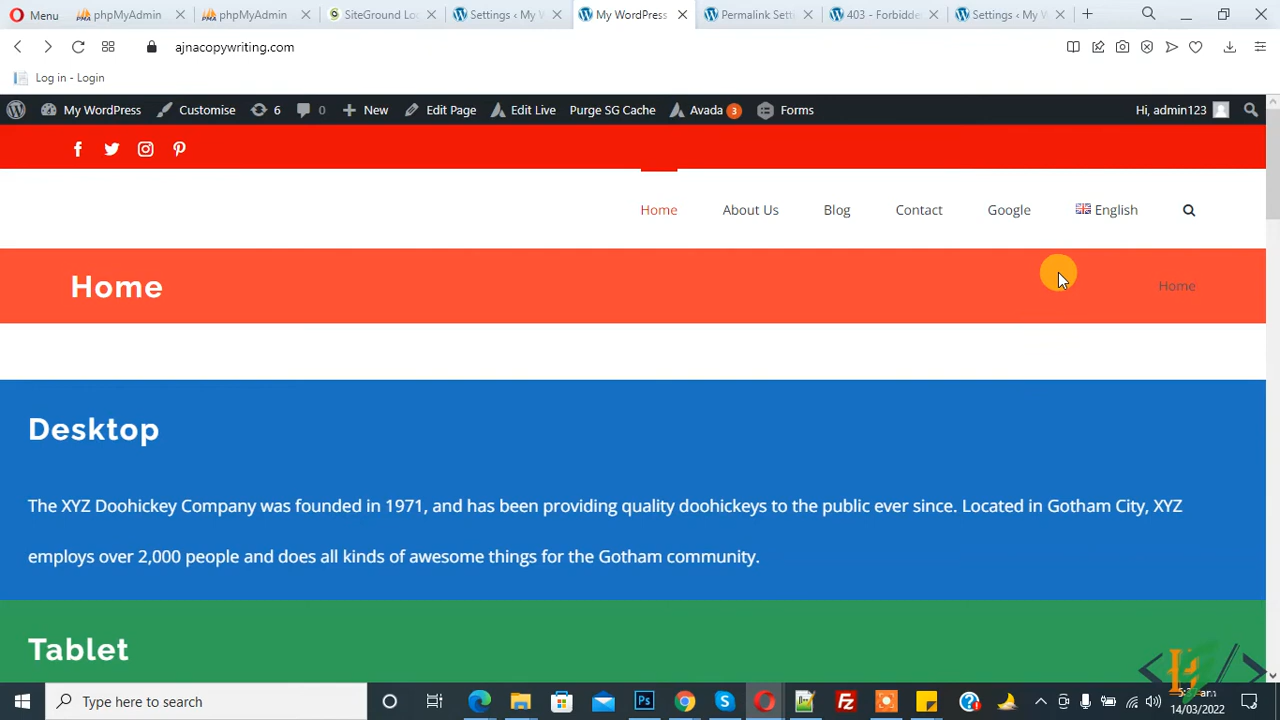 Menu
phpMyAdmin
phpMyAdmin
SiteGround Lo
Settings ‹ My W
My WordPress
Permalink Setti
403 - Forbidde
Settings ‹ My W
ajnacopywriting.com
Log in - Login
My WordPress
Customise
6
0
New
Edit Page
Edit Live
Purge SG Cache
Avada 3
Forms
Hi, admin123
Home
About Us
Blog
Contact
Google
English
Home
Home
Desktop
The XYZ Doohickey Company was founded in 1971, and has been providing quality doohickeys to the public ever since. Located in Gotham City, XYZ
employs over 2,000 people and does all kinds of awesome things for the Gotham community.
Tablet
Type here to search
14/03/2022